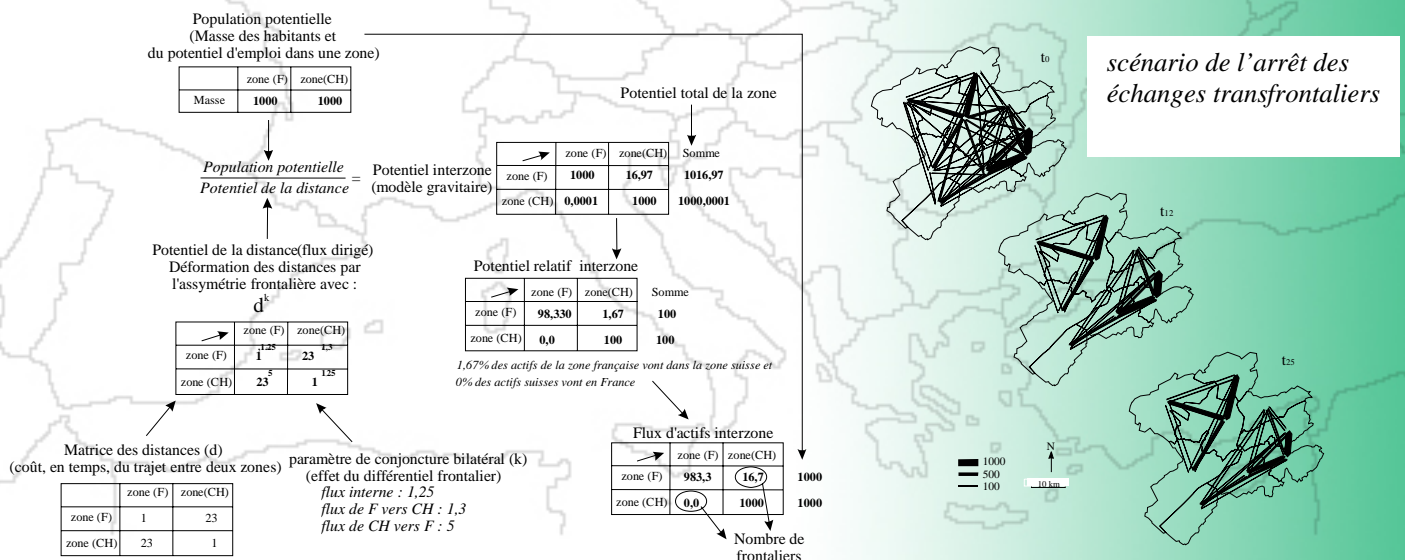 Population potentielle
(Masse des habitants et
du potentiel d'emploi dans une zone)
zone (F) zone(CH)
Masse 1000 1000
Population potentielle
Potentiel de la distance
=
Potentiel de la distance(flux dirigé)
Déformation des distances par
l'assymétrie frontalière avec :
d^k
zone (F) zone(CH)
zone (F) 1^1.25 23^1,3
zone (CH) 23^5 1^125
Matrice des distances (d)
(coût, en temps, du trajet entre deux zones)
zone (F) zone(CH)
zone (F) 1 23
zone (CH) 23 1
paramètre de conjoncture bilatéral (k)
(effet du différentiel frontalier)
flux interne : 1,25
flux de F vers CH : 1,3
flux de CH vers F : 5
Potentiel total de la zone
Potentiel interzone
(modèle gravitaire)
zone (F) zone(CH) Somme
zone (F) 1000 16,97 1016,97
zone (CH) 0,0001 1000 1000,0001
Potentiel relatif interzone
zone (F) zone(CH) Somme
zone (F) 98,330 1,67 100
zone (CH) 0,0 100 100
1,67% des actifs de la zone française vont dans la zone suisse et
0% des actifs suisses vont en France
Flux d'actifs interzone
zone (F) zone(CH)
zone (F) 983,3 16,7 1000
zone (CH) 0,0 1000 1000
Nombre de
frontaliers
scénario de l'arrêt des
échanges transfrontaliers
t0
t12
t25
1000
500
100
N
10 km